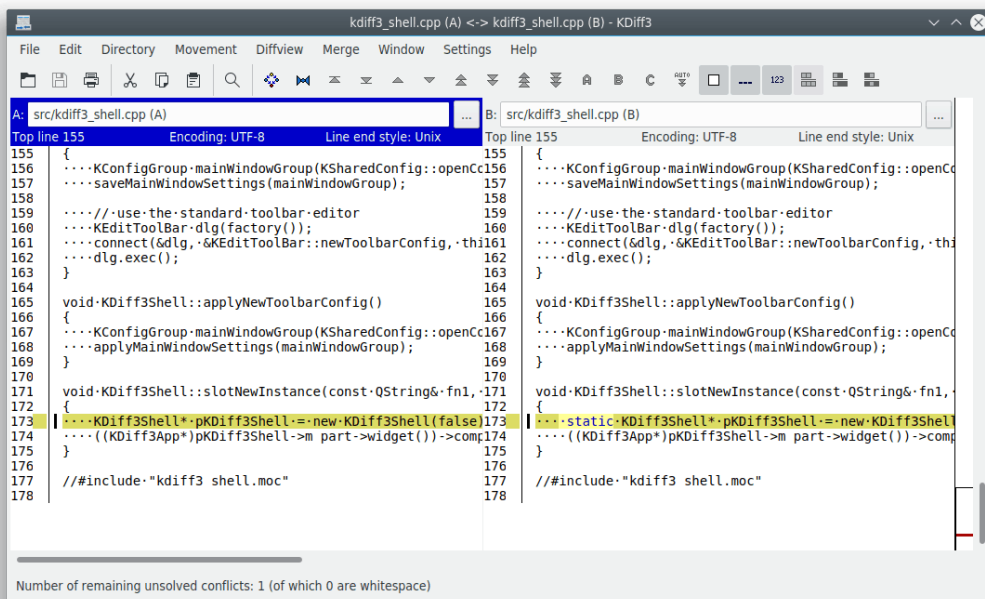 kdiff3_shell.cpp (A) <-> kdiff3_shell.cpp (B) - KDiff3
File Edit Directory Movement Diffview Merge Window Settings Help
A B C AUTO 123
A: src/kdiff3_shell.cpp (A) ...
Top line 155 Encoding: UTF-8 Line end style: Unix
155 {
156 ····KConfigGroup·mainWindowGroup(KSharedConfig::openCo
157 ····saveMainWindowSettings(mainWindowGroup);
158
159 ····//·use·the·standard·toolbar·editor
160 ····KEditToolBar·dlg(factory());
161 ····connect(&dlg,·&KEditToolBar::newToolbarConfig,·thi
162 ····dlg.exec();
163 }
164
165 void·KDiff3Shell::applyNewToolbarConfig()
166 {
167 ····KConfigGroup·mainWindowGroup(KSharedConfig::openCo
168 ····applyMainWindowSettings(mainWindowGroup);
169 }
170
171 void·KDiff3Shell::slotNewInstance(const·QString&·fn1,·
172 {
173 ····KDiff3Shell*·pKDiff3Shell·=·new·KDiff3Shell(false)
174 ····((KDiff3App*)pKDiff3Shell->m part->widget())->comp
175 }
176
177 //#include·"kdiff3 shell.moc"
178
B: src/kdiff3_shell.cpp (B) ...
Top line 155 Encoding: UTF-8 Line end style: Unix
155 {
156 ····KConfigGroup·mainWindowGroup(KSharedConfig::openCo
157 ····saveMainWindowSettings(mainWindowGroup);
158
159 ····//·use·the·standard·toolbar·editor
160 ····KEditToolBar·dlg(factory());
161 ····connect(&dlg,·&KEditToolBar::newToolbarConfig,·thi
162 ····dlg.exec();
163 }
164
165 void·KDiff3Shell::applyNewToolbarConfig()
166 {
167 ····KConfigGroup·mainWindowGroup(KSharedConfig::openCo
168 ····applyMainWindowSettings(mainWindowGroup);
169 }
170
171 void·KDiff3Shell::slotNewInstance(const·QString&·fn1,·
172 {
173 ····static·KDiff3Shell*·pKDiff3Shell·=·new·KDiff3Shell
174 ····((KDiff3App*)pKDiff3Shell->m part->widget())->comp
175 }
176
177 //#include·"kdiff3 shell.moc"
178
Number of remaining unsolved conflicts: 1 (of which 0 are whitespace)